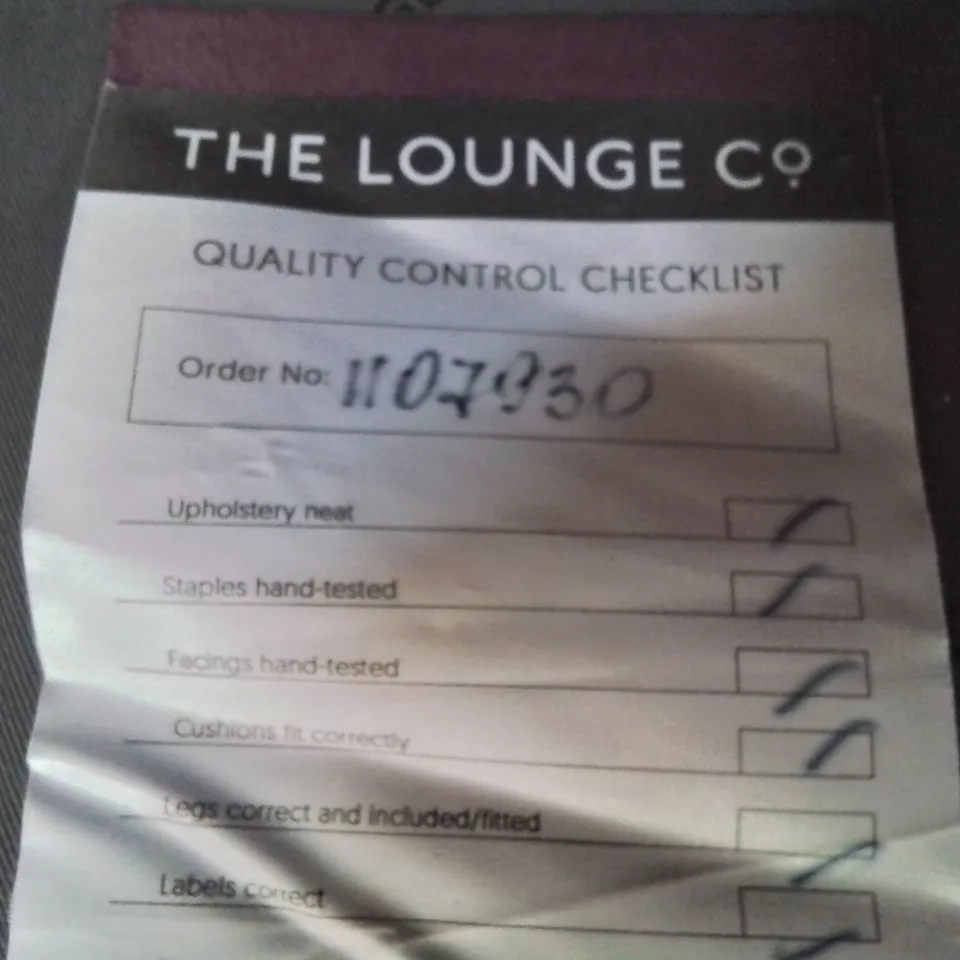 THE LOUNGE Cº
QUALITY CONTROL CHECKLIST
Order No: 1107930
Upholstery neat
Staples hand-tested
Facings hand-tested
Cushions fit correctly
Legs correct and included/fitted
Labels correct